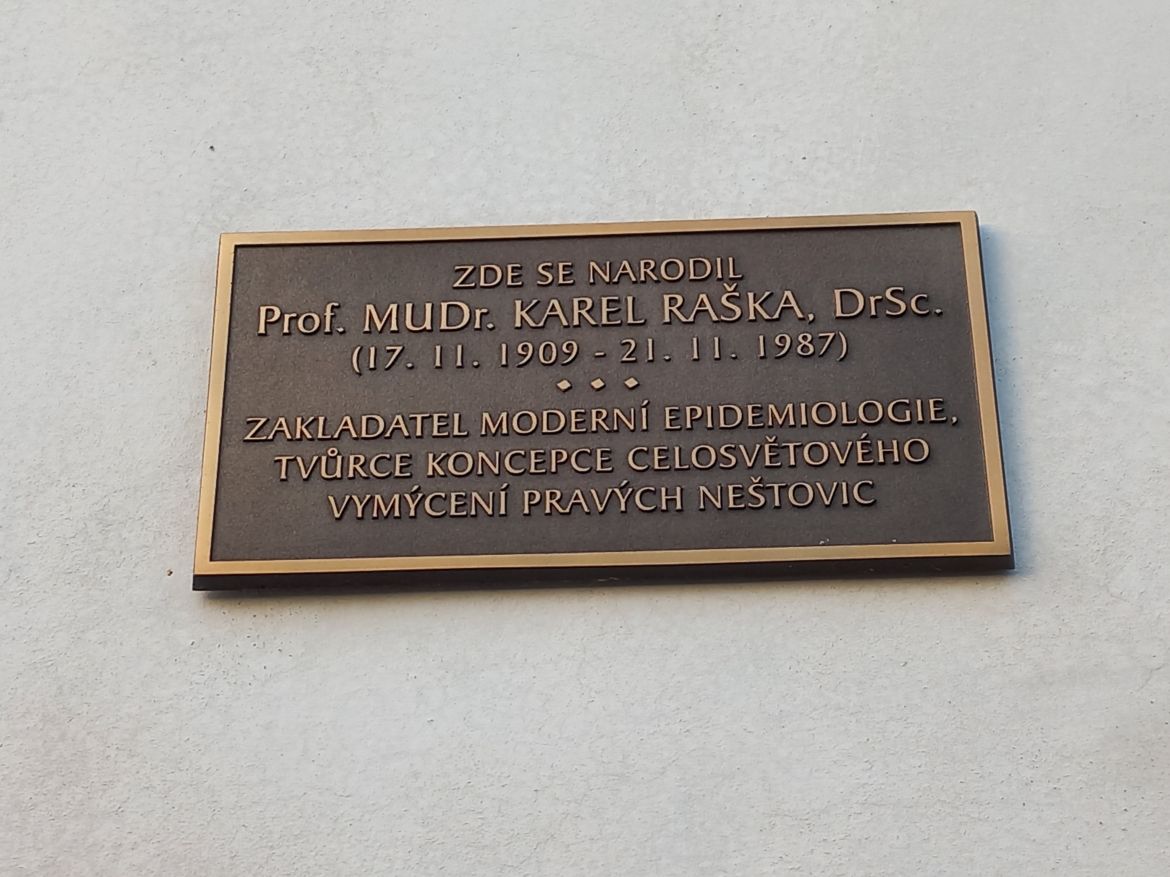 ZDE SE NARODIL
Prof. MUDr. KAREL RAŠKA, DrSc.
(17. 11. 1909 - 21. 11. 1987)
ZAKLADATEL MODERNÍ EPIDEMIOLOGIE,
TVŮRCE KONCEPCE CELOSVĚTOVÉHO
VYMÝCENÍ PRAVÝCH NEŠTOVIC